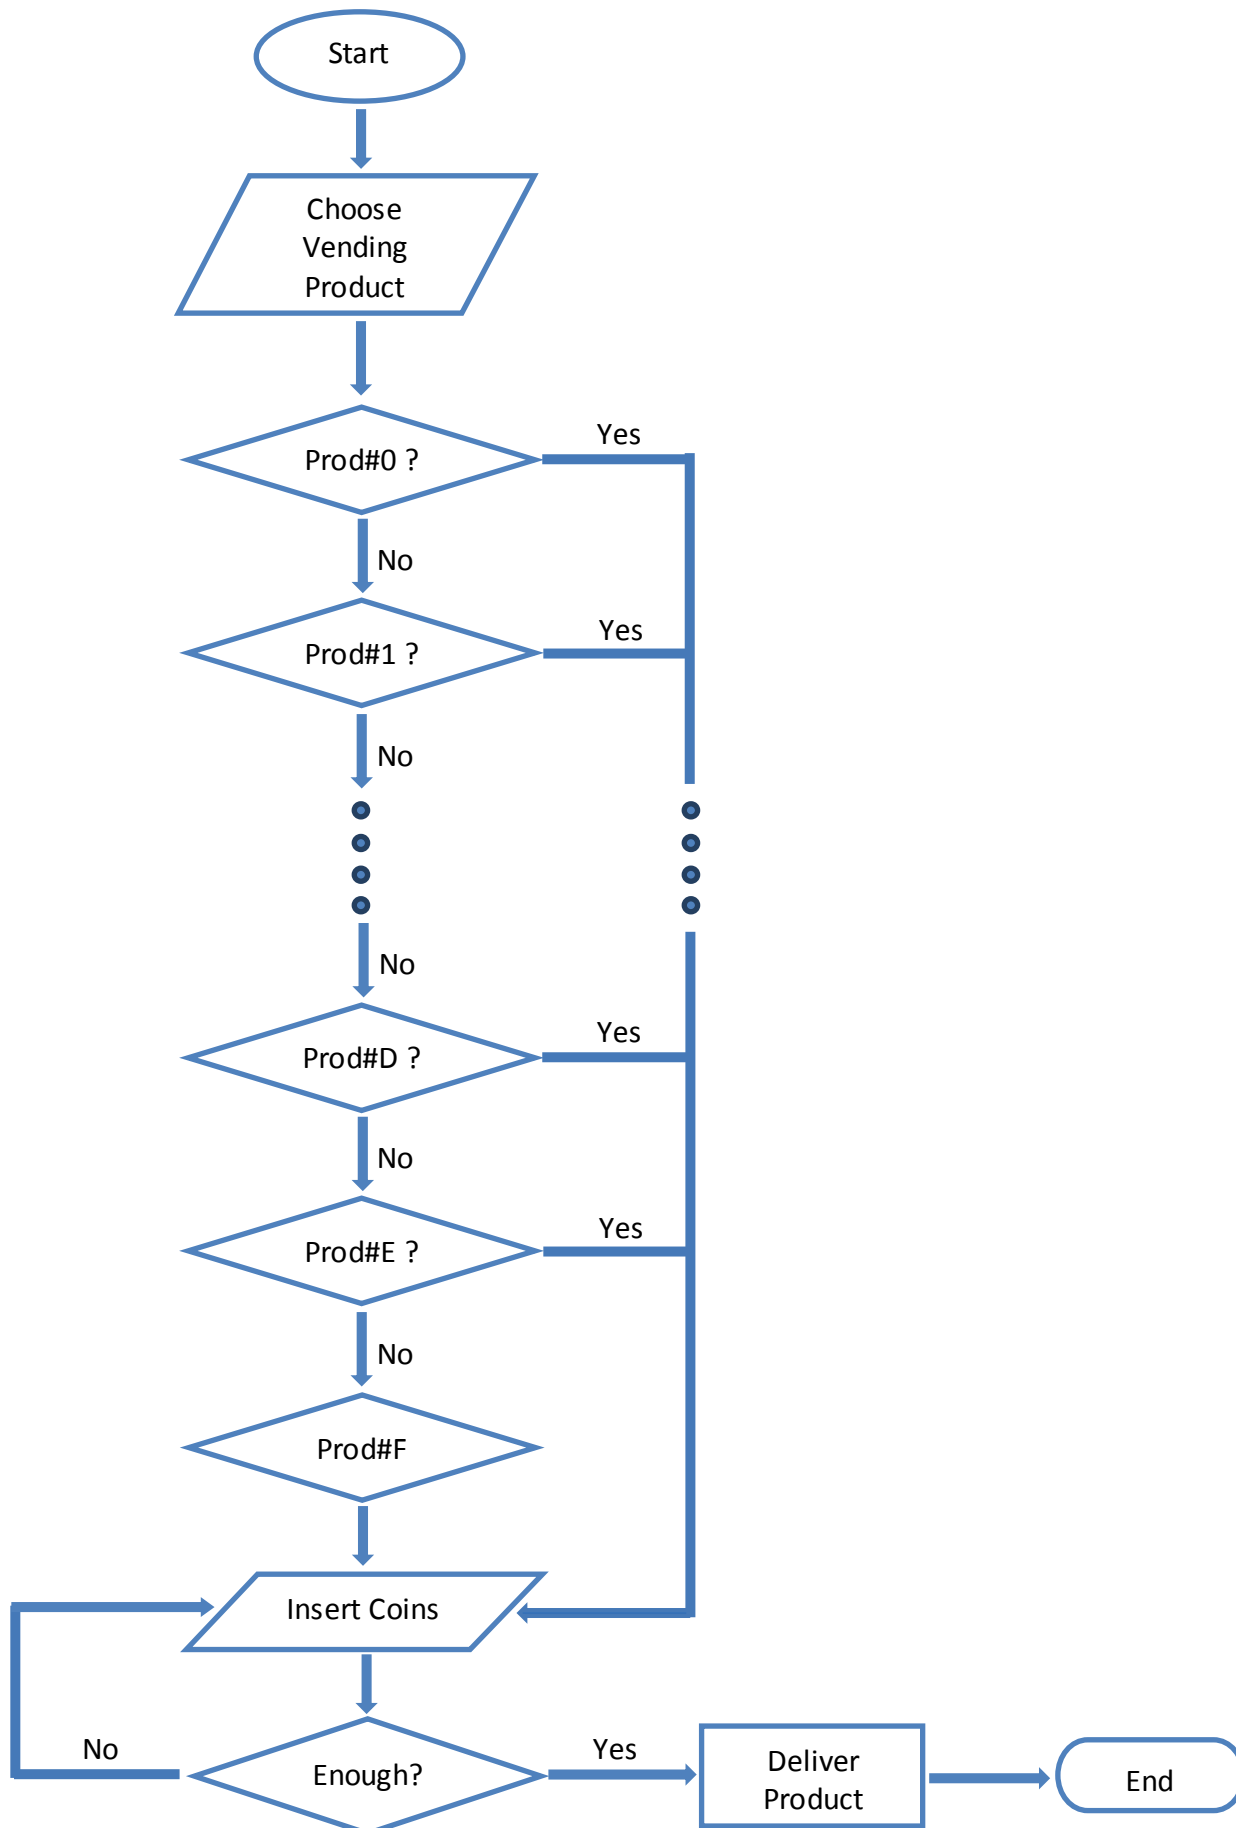 Start
Choose
Vending
Product
Prod#0 ?
Yes
No
Prod#1 ?
Yes
No
No
Prod#D ?
Yes
No
Prod#E ?
Yes
No
Prod#F
Insert Coins
No
Enough?
Yes
Deliver
Product
End